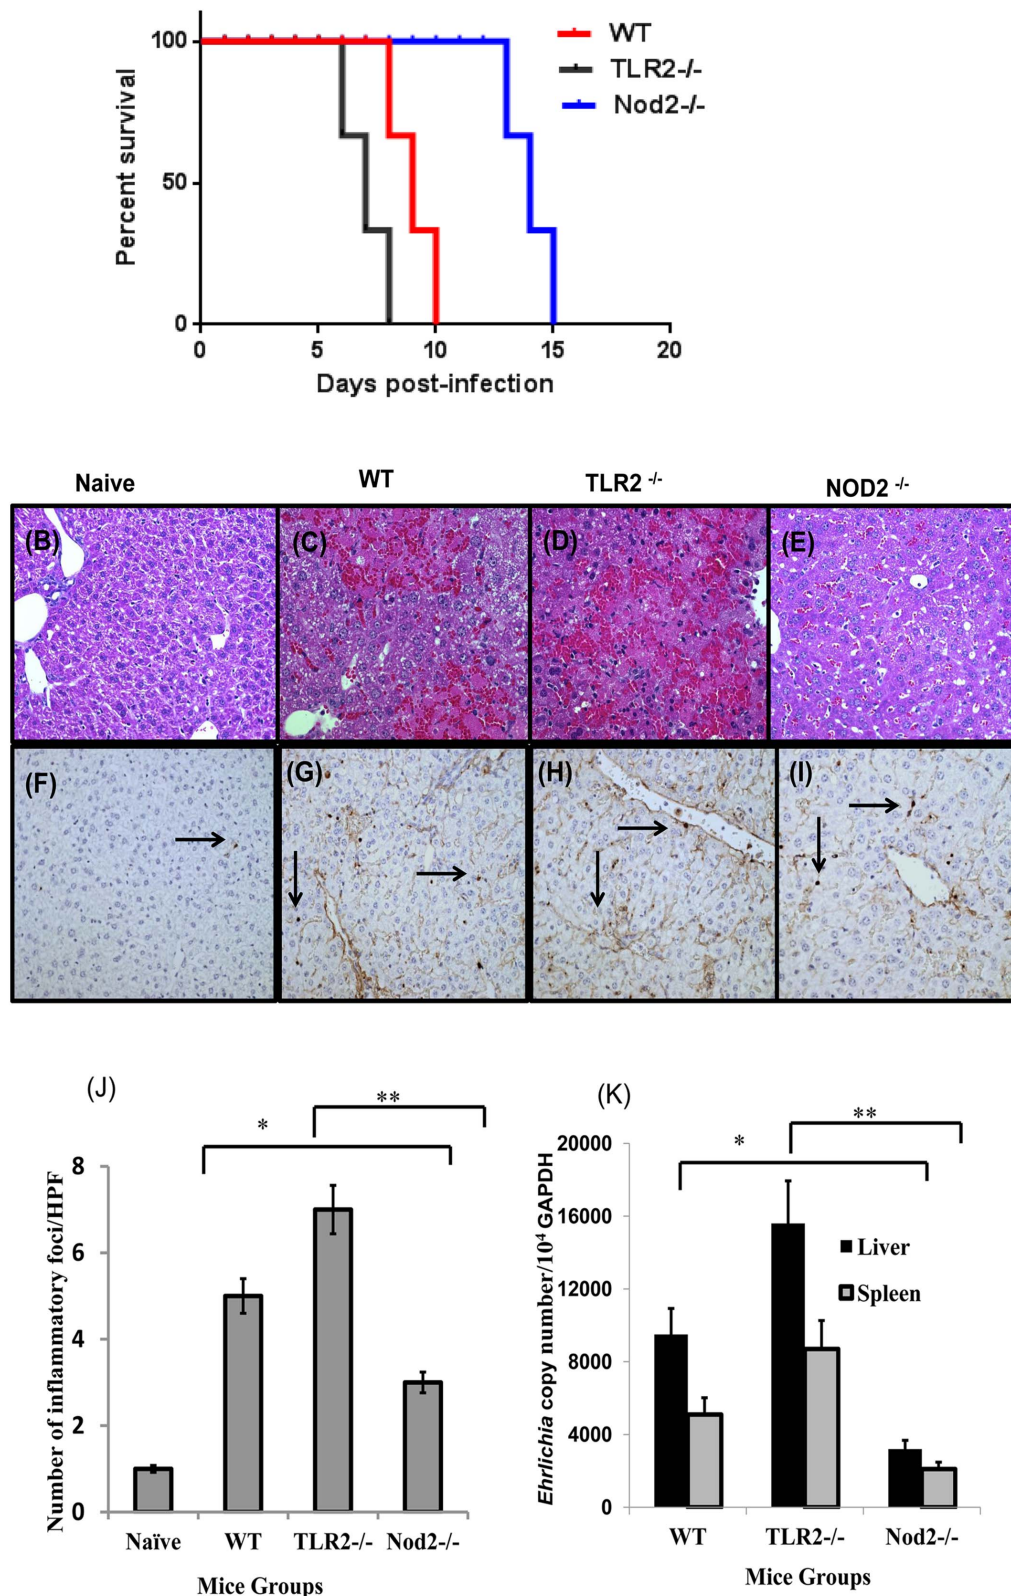 100
50
0
Percent survival
WT
TLR2-/-
Nod2-/-
0 5 10 15 20
Days post-infection
Naive WT TLR2 -/- NOD2 -/-
(B) (C) (D) (E)
(F) (G) (H) (I)
(J)
* **
8
6
4
2
0
Number of inflammatory foci/HPF
Naïve WT TLR2-/- Nod2-/-
Mice Groups
(K)
* **
20000
16000
12000
8000
4000
0
Ehrlichia copy number/10⁴ GAPDH
Liver
Spleen
WT TLR2-/- Nod2-/-
Mice Groups